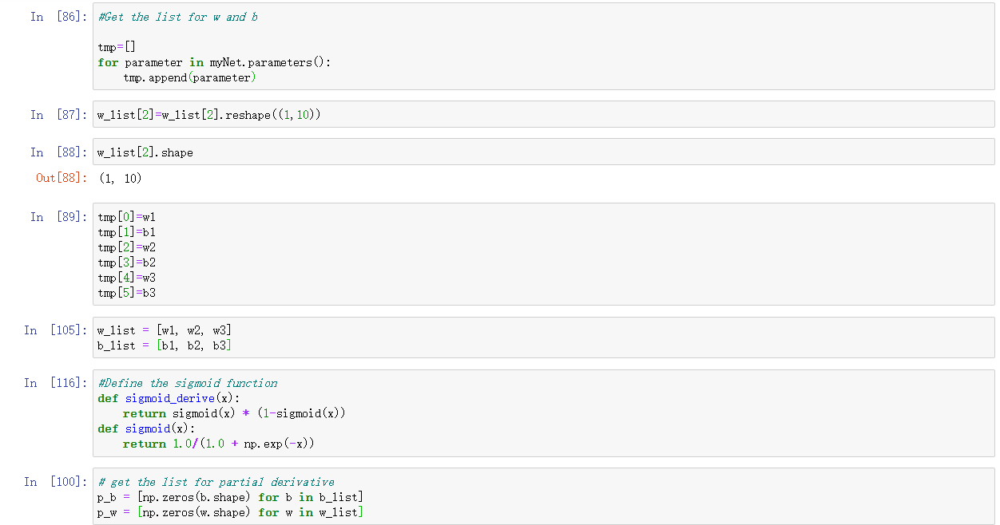 In [86]: #Get the list for w and b
tmp=[]
for parameter in myNet.parameters():
    tmp.append(parameter)
In [87]: w_list[2]=w_list[2].reshape((1,10))
In [88]: w_list[2].shape
Out[88]: (1, 10)
In [89]: tmp[0]=w1
tmp[1]=b1
tmp[2]=w2
tmp[3]=b2
tmp[4]=w3
tmp[5]=b3
In [105]: w_list = [w1, w2, w3]
b_list = [b1, b2, b3]
In [116]: #Define the sigmoid function
def sigmoid_derive(x):
    return sigmoid(x) * (1-sigmoid(x))
def sigmoid(x):
    return 1.0/(1.0 + np.exp(-x))
In [100]: # get the list for partial derivative
p_b = [np.zeros(b.shape) for b in b_list]
p_w = [np.zeros(w.shape) for w in w_list]